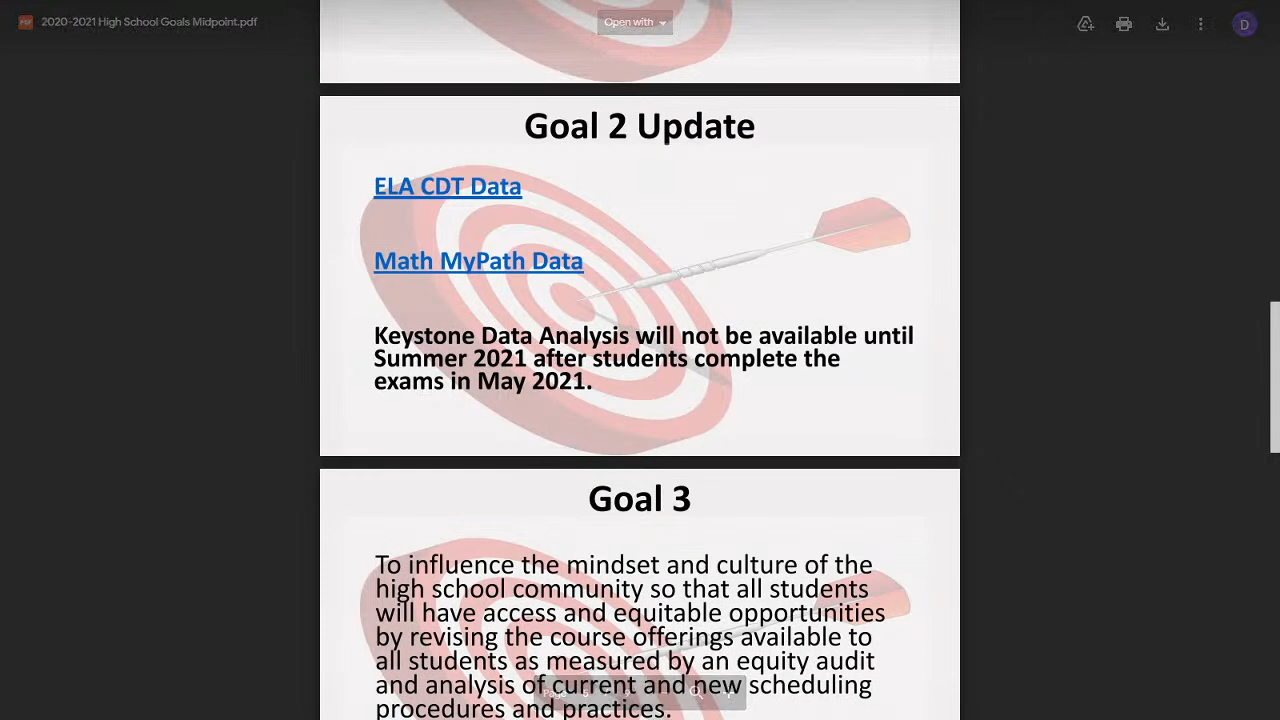 PDF
2020-2021 High School Goals Midpoint.pdf
Open with
D
Goal 2 Update
ELA CDT Data
Math MyPath Data
Keystone Data Analysis will not be available until
Summer 2021 after students complete the
exams in May 2021.
Goal 3
To influence the mindset and culture of the
high school community so that all students
will have access and equitable opportunities
by revising the course offerings available to
all students as measured by an equity audit
and analysis of current and new scheduling
procedures and practices.
Page